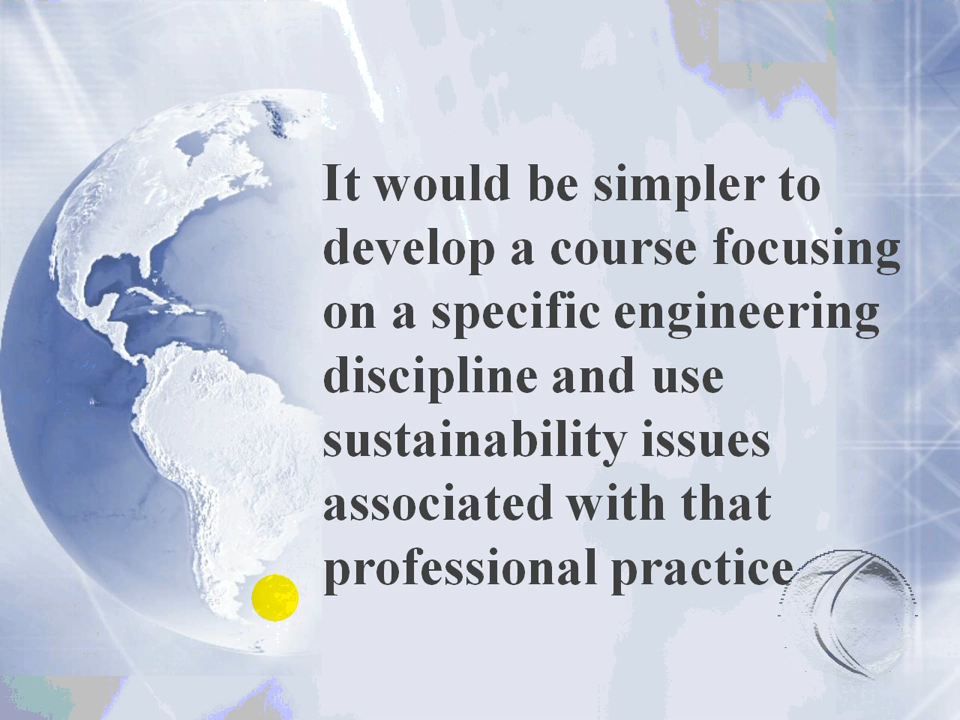 It would be simpler to
develop a course focusing
on a specific engineering
discipline and use
sustainability issues
associated with that
professional practice